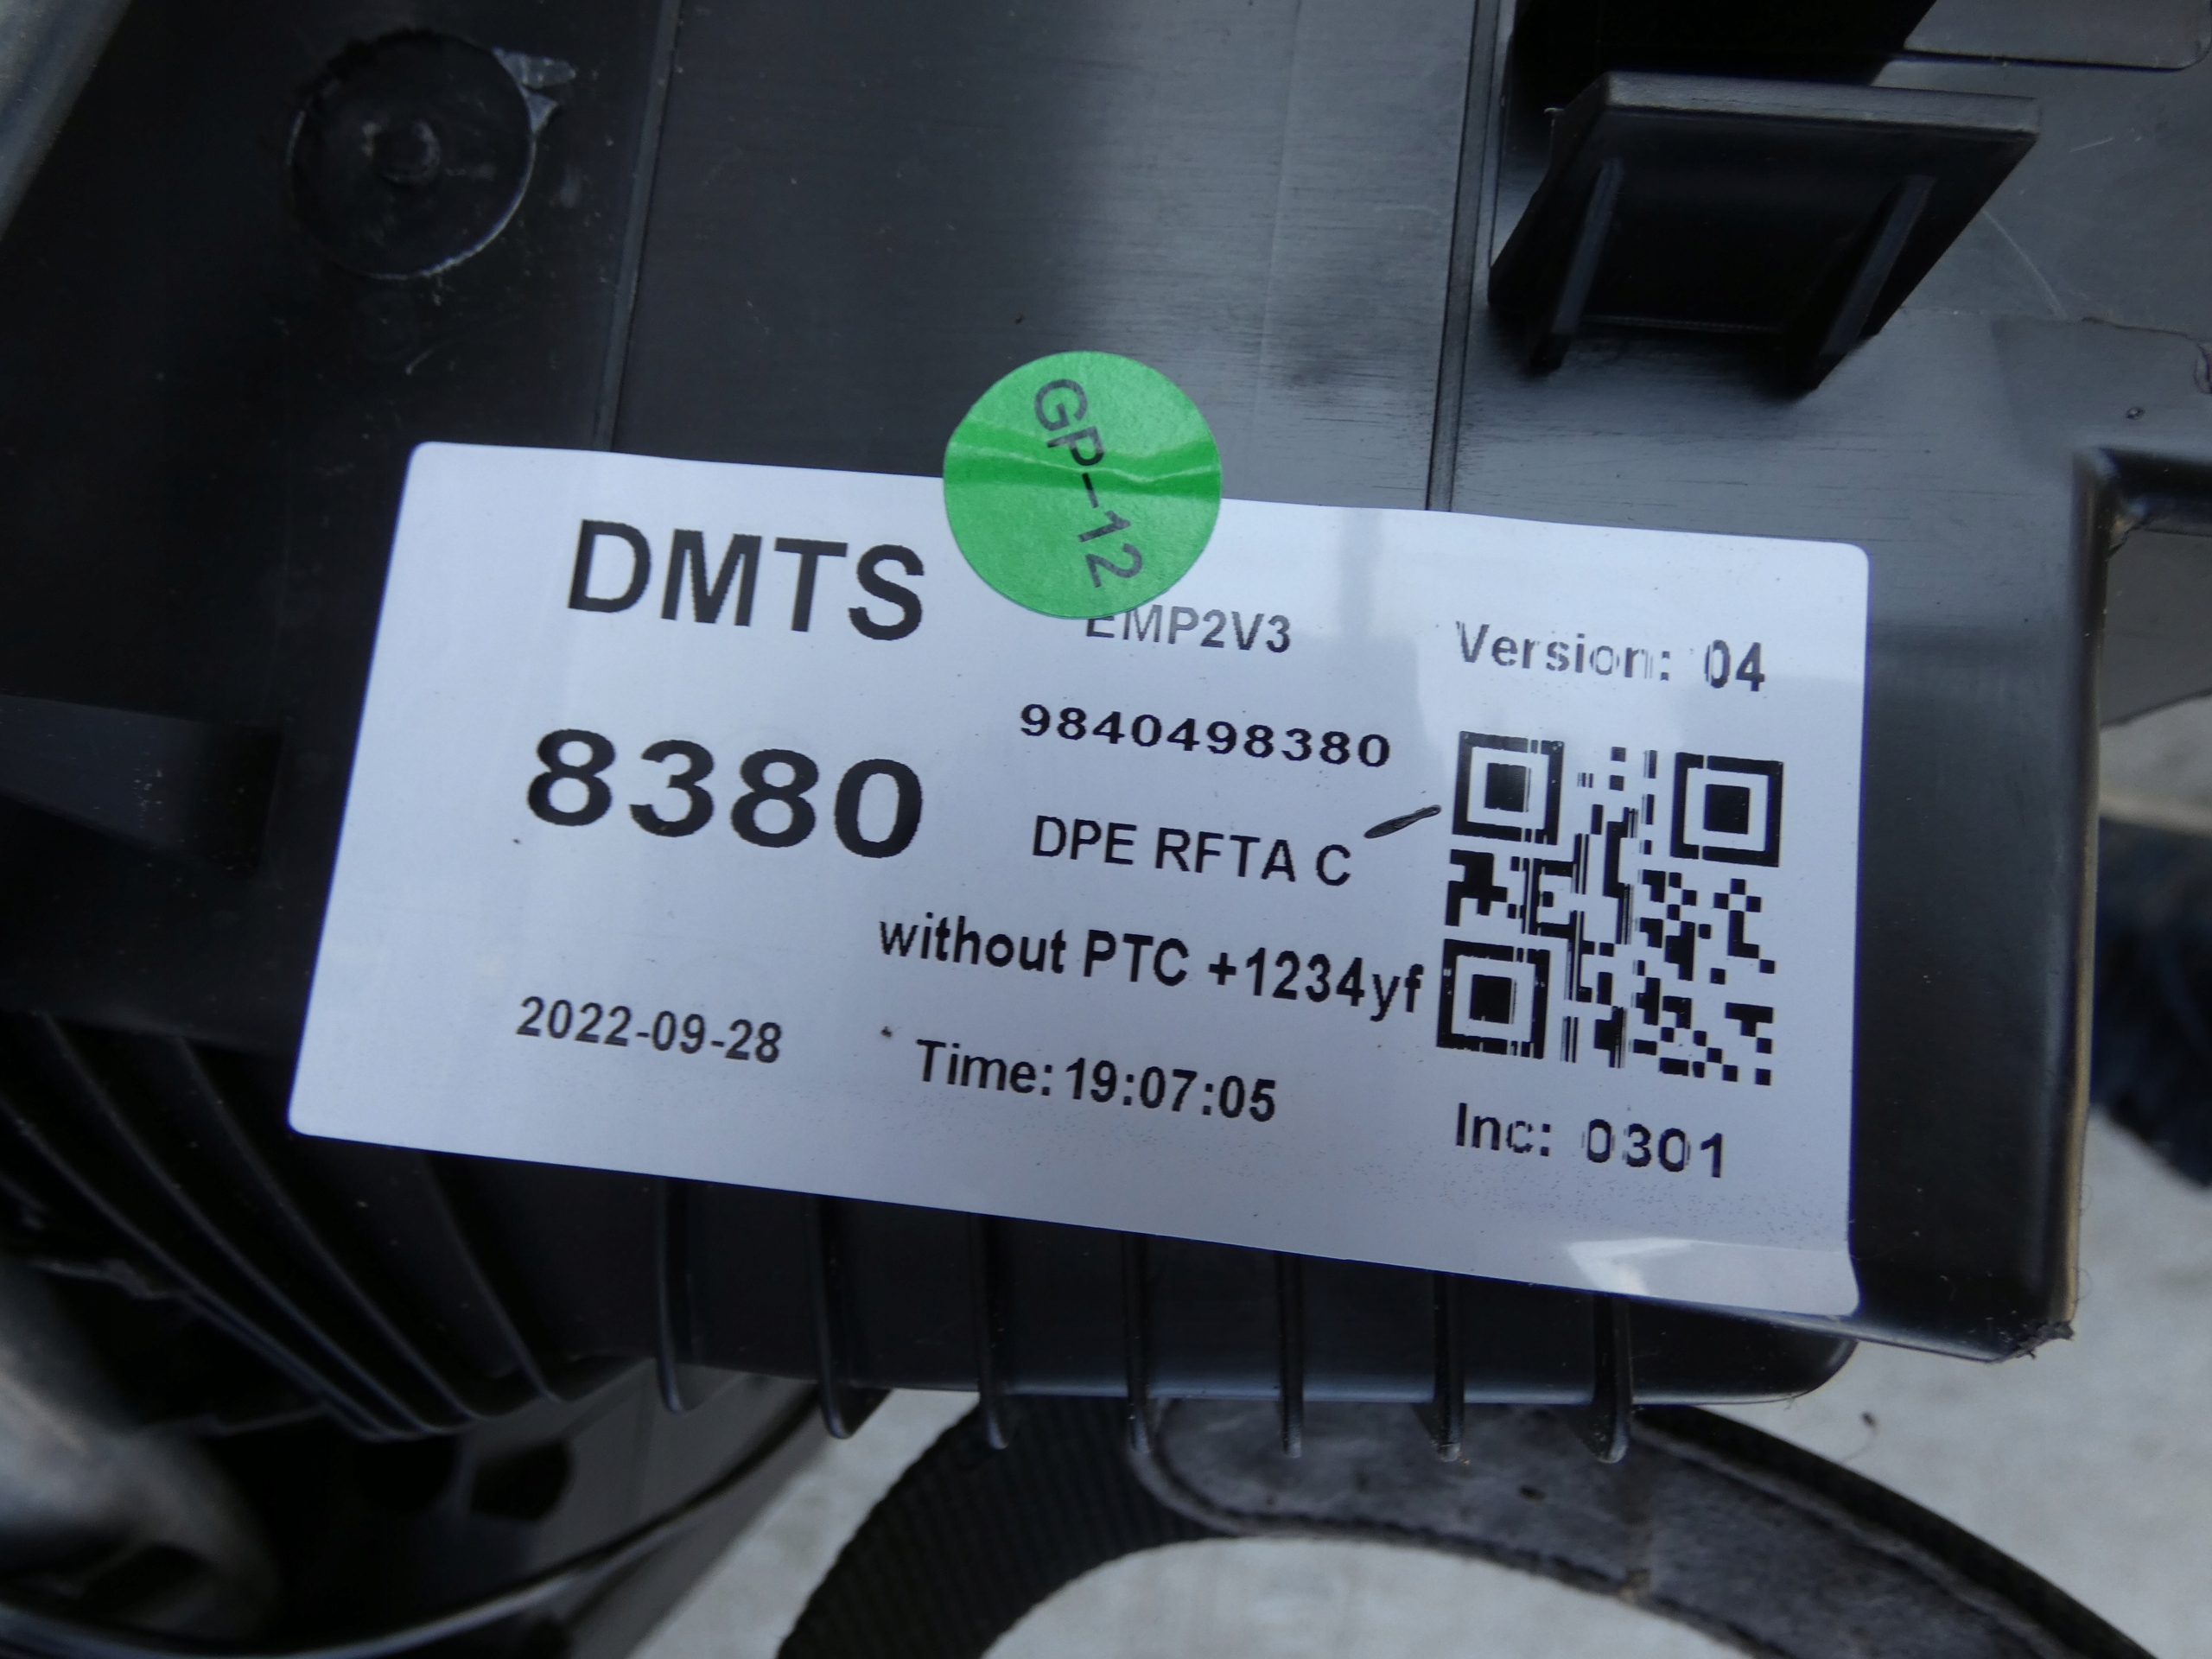 GP-12
DMTS
EMP2V3
Version: 04
9840498380
8380
DPE RFTA C
without PTC +1234yf
2022-09-28
Time:19:07:05
Inc: 0301